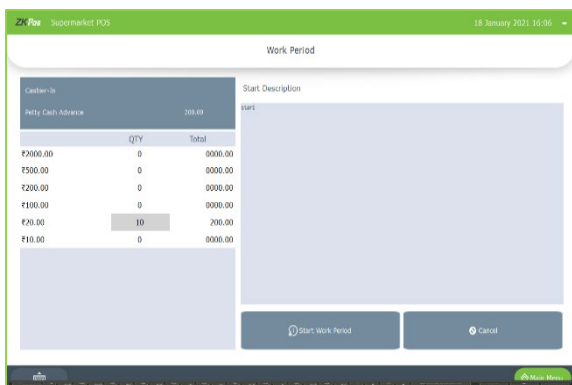 ZKPos Supermarket POS 18 January 2021 16:06
Work Period
Cashier-In
Start Description
Petty Cash Advance 200.00
start
QTY Total
₹2000.00 0 0000.00
₹500.00 0 0000.00
₹200.00 0 0000.00
₹100.00 0 0000.00
₹20.00 10 200.00
₹10.00 0 0000.00
Start Work Period Cancel
Main Menu